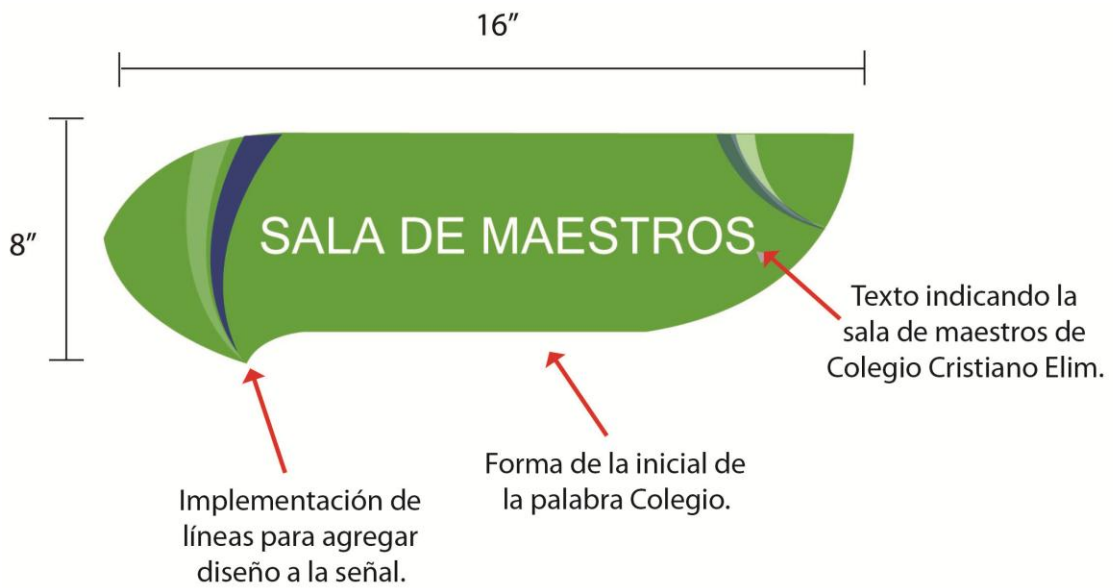 16"
8"
SALA DE MAESTROS
Texto indicando la
sala de maestros de
Colegio Cristiano Elim.
Forma de la inicial de
la palabra Colegio.
Implementación de
líneas para agregar
diseño a la señal.